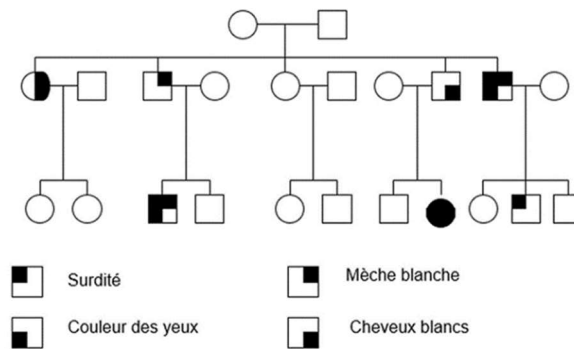 Surdité
Mèche blanche
Couleur des yeux
Cheveux blancs